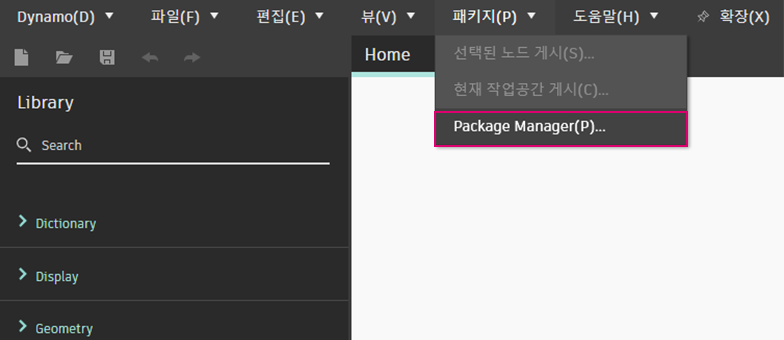 Dynamo(D) 파일(F) 편집(E) 뷰(V) 패키지(P) 도움말(H) 확장(X)
Home
선택된 노드 게시(S)...
현재 작업공간 게시(C)...
Package Manager(P)...
Library
Search
Dictionary
Display
Geometry